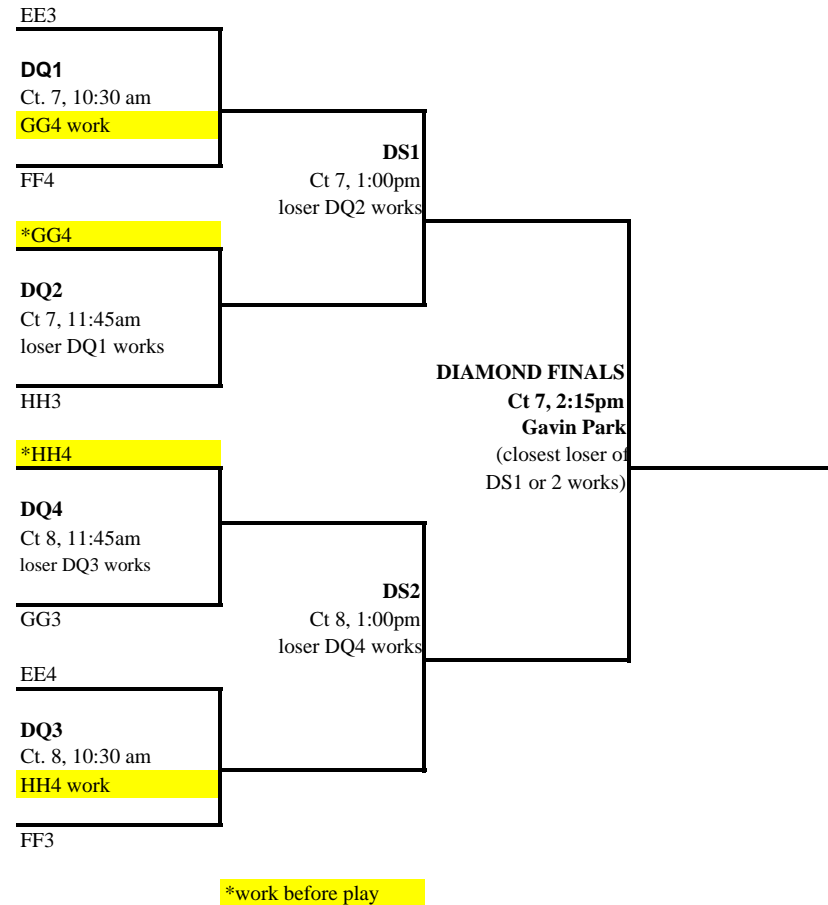 EE3
DQ1
Ct. 7, 10:30 am
GG4 work
FF4
DS1
Ct 7, 1:00pm
loser DQ2 works
*GG4
DQ2
Ct 7, 11:45am
loser DQ1 works
HH3
DIAMOND FINALS
Ct 7, 2:15pm
Gavin Park
(closest loser of
DS1 or 2 works)
*HH4
DQ4
Ct 8, 11:45am
loser DQ3 works
GG3
DS2
Ct 8, 1:00pm
loser DQ4 works
EE4
DQ3
Ct. 8, 10:30 am
HH4 work
FF3
*work before play